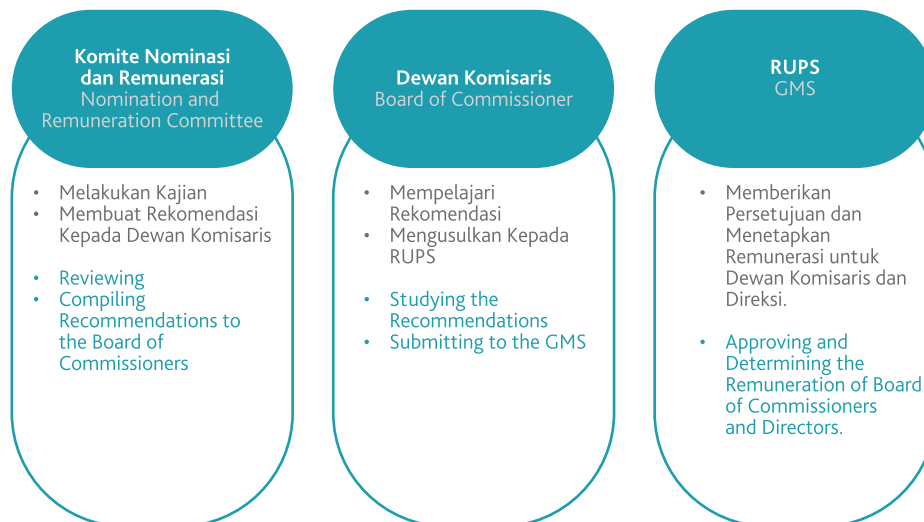 Komite Nominasi
dan Remunerasi
Nomination and
Remuneration Committee
• Melakukan Kajian
• Membuat Rekomendasi
Kepada Dewan Komisaris
• Reviewing
• Compiling
Recommendations to
the Board of
Commissioners
Dewan Komisaris
Board of Commissioner
• Mempelajari
Rekomendasi
• Mengusulkan Kepada
RUPS
• Studying the
Recommendations
• Submitting to the GMS
RUPS
GMS
• Memberikan
Persetujuan dan
Menetapkan
Remunerasi untuk
Dewan Komisaris dan
Direksi.
• Approving and
Determining the
Remuneration of Board
of Commissioners
and Directors.